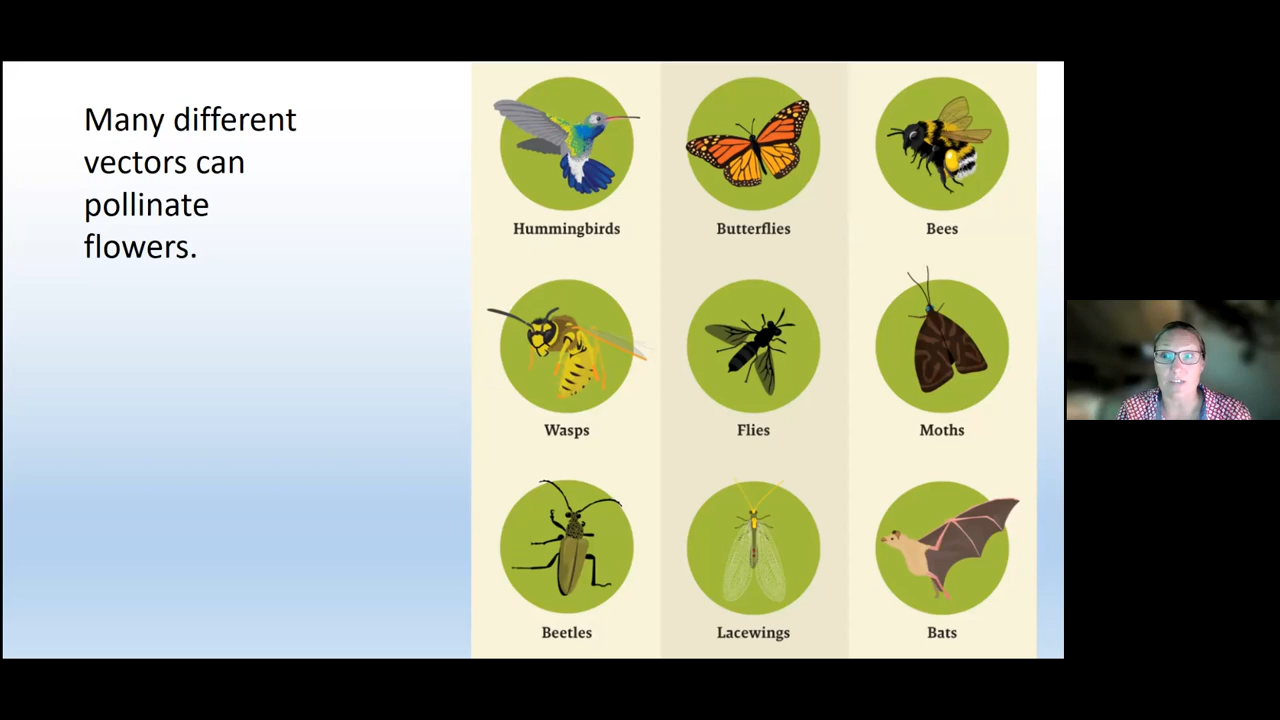 Many different
vectors can
pollinate
flowers.
Hummingbirds
Butterflies
Bees
Wasps
Flies
Moths
Beetles
Lacewings
Bats